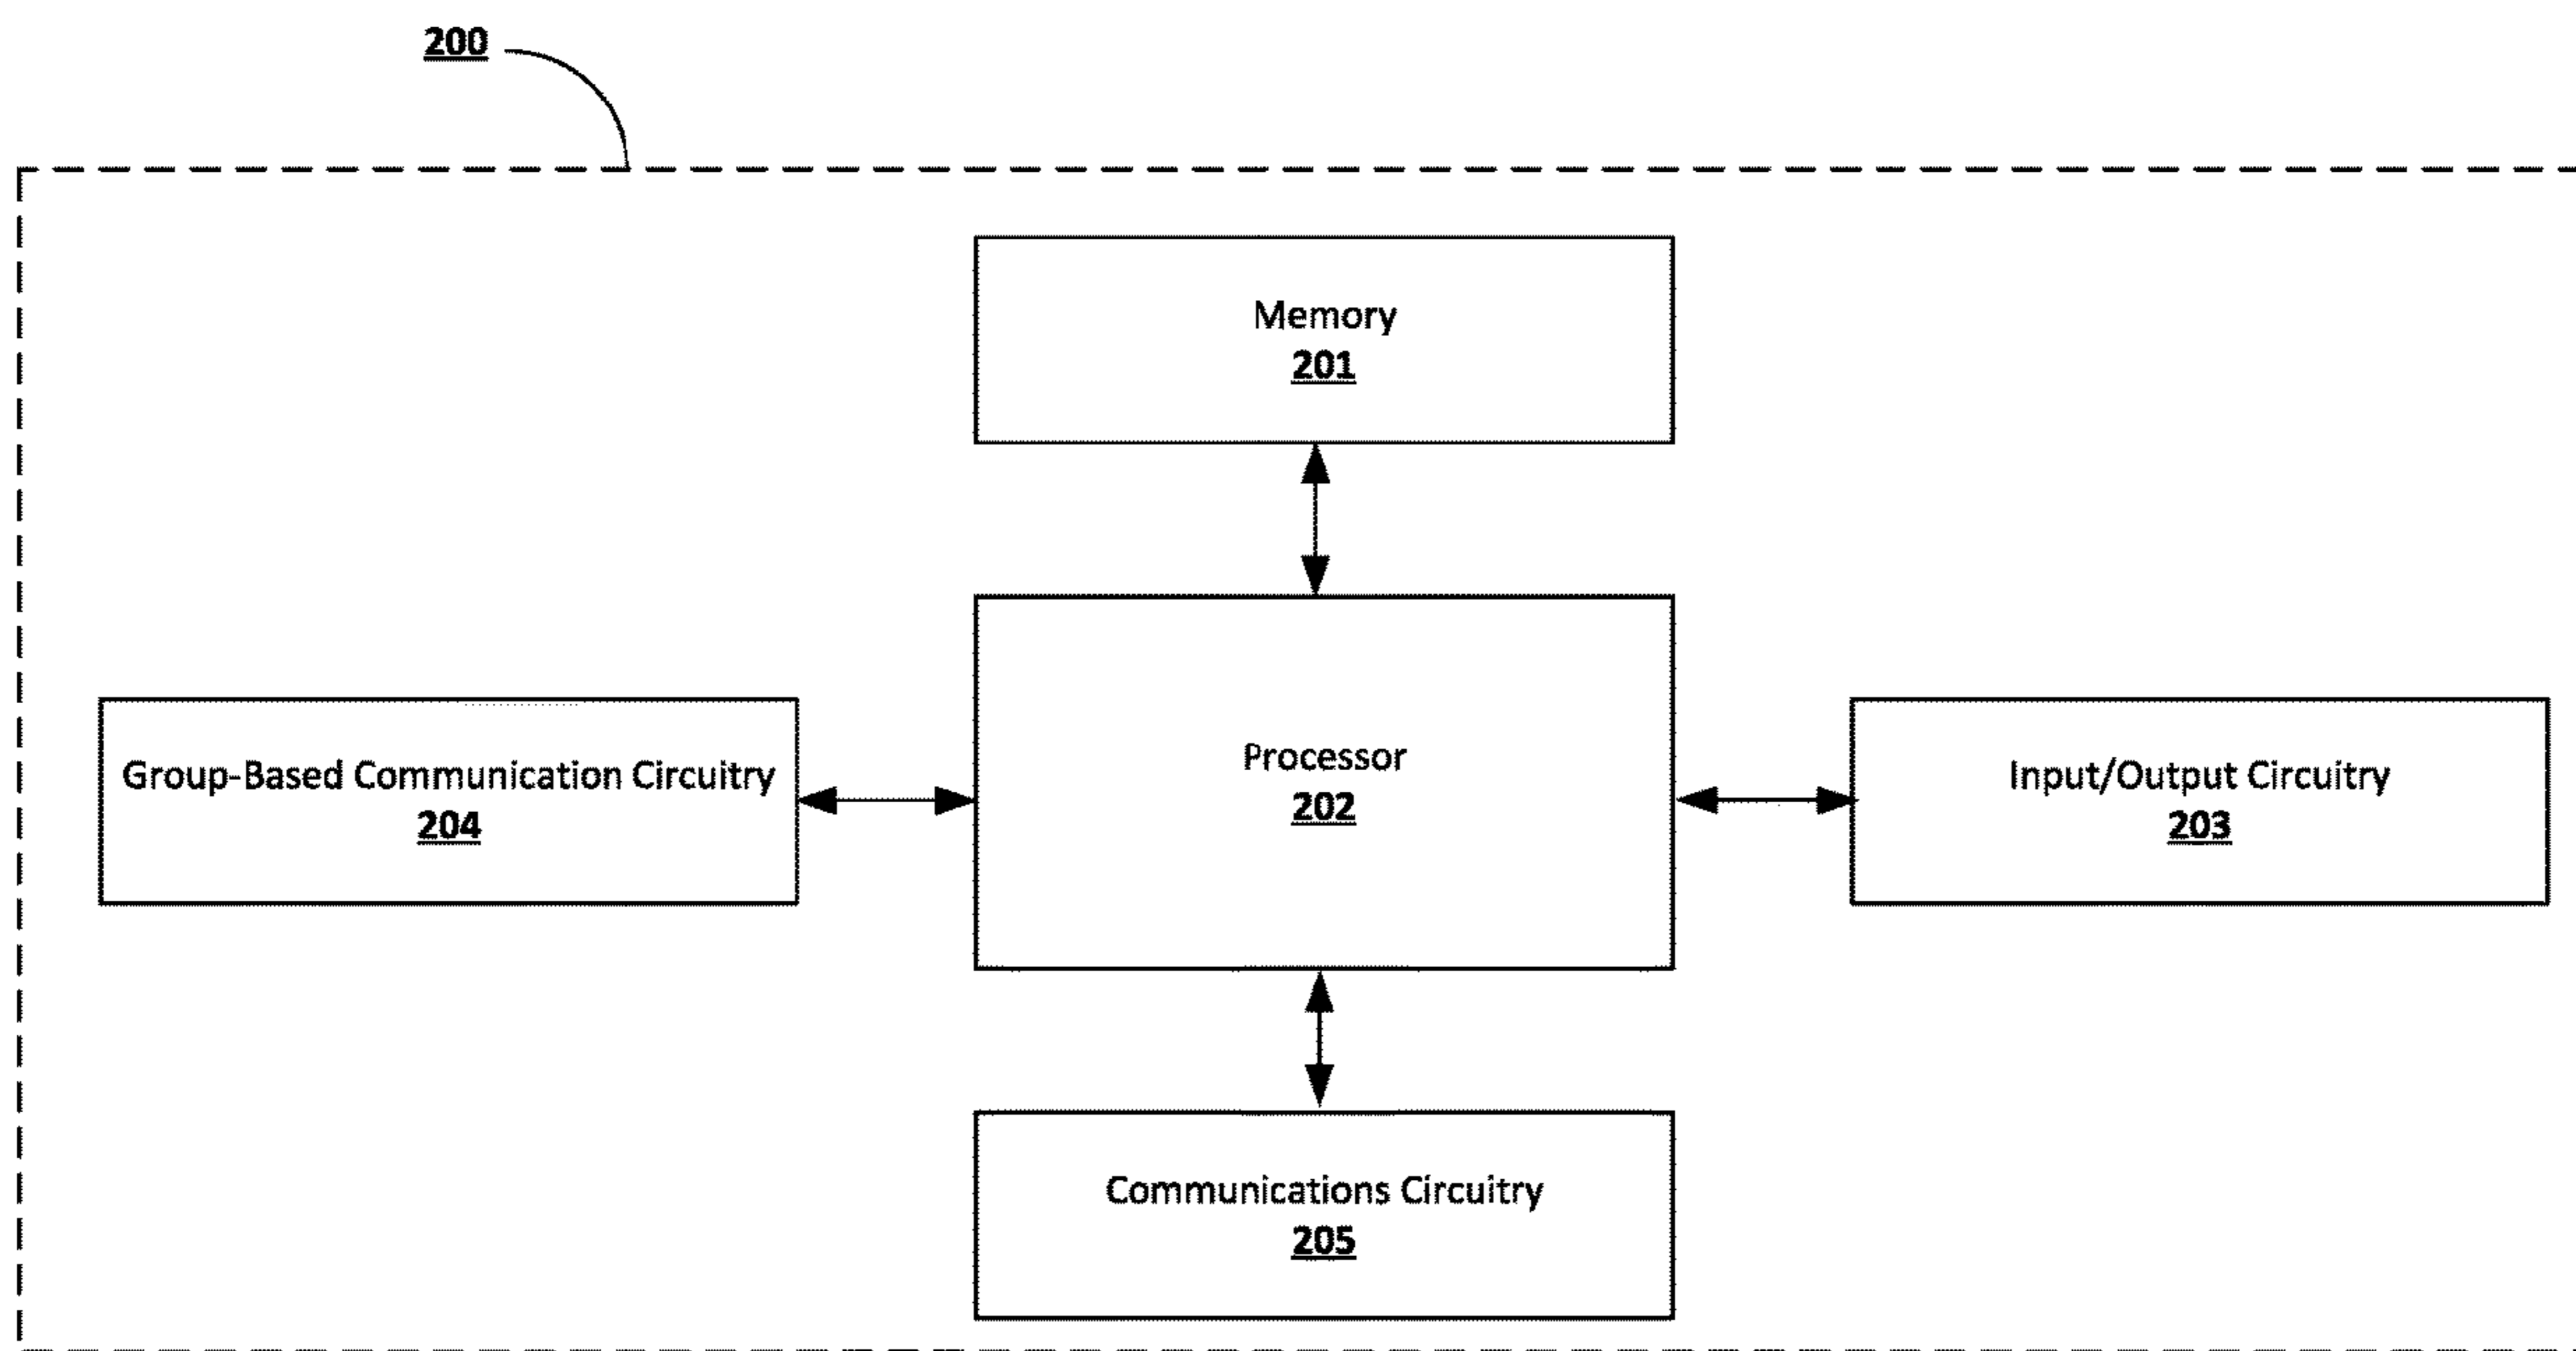 200
Memory
201
Processor
202
Group-Based Communication Circuitry
204
Input/Output Circuitry
203
Communications Circuitry
205